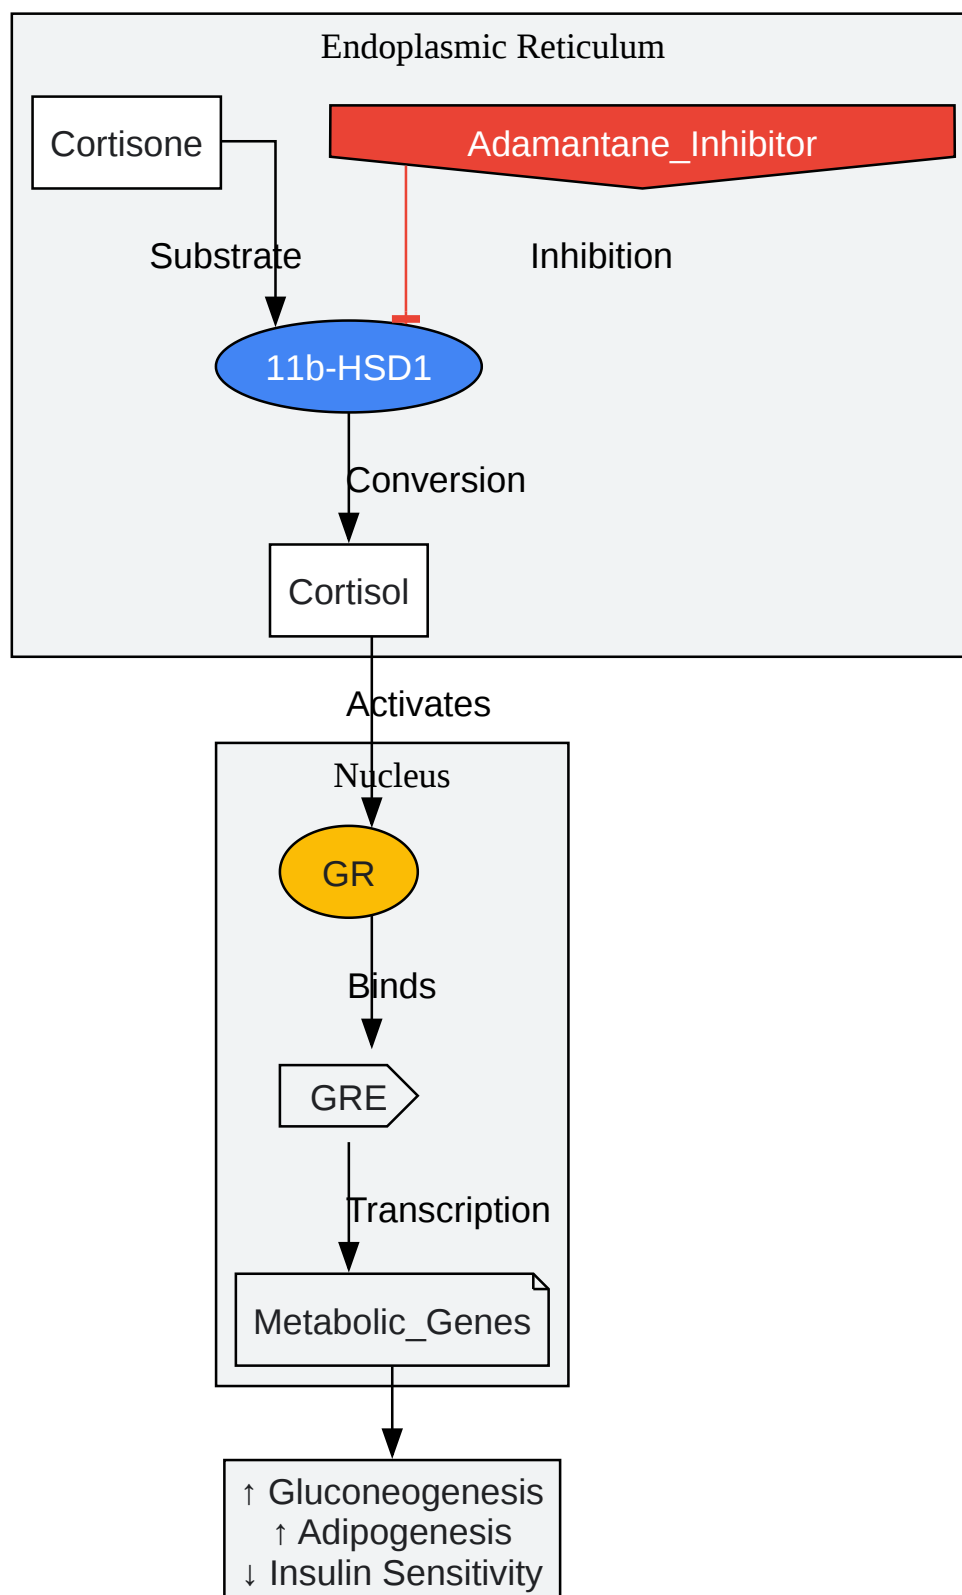 Endoplasmic Reticulum
Cortisone
Adamantane_Inhibitor
Substrate
Inhibition
11b-HSD1
Conversion
Cortisol
Activates
Nucleus
GR
Binds
GRE
Transcription
Metabolic_Genes
↑ Gluconeogenesis
↑ Adipogenesis
↓ Insulin Sensitivity